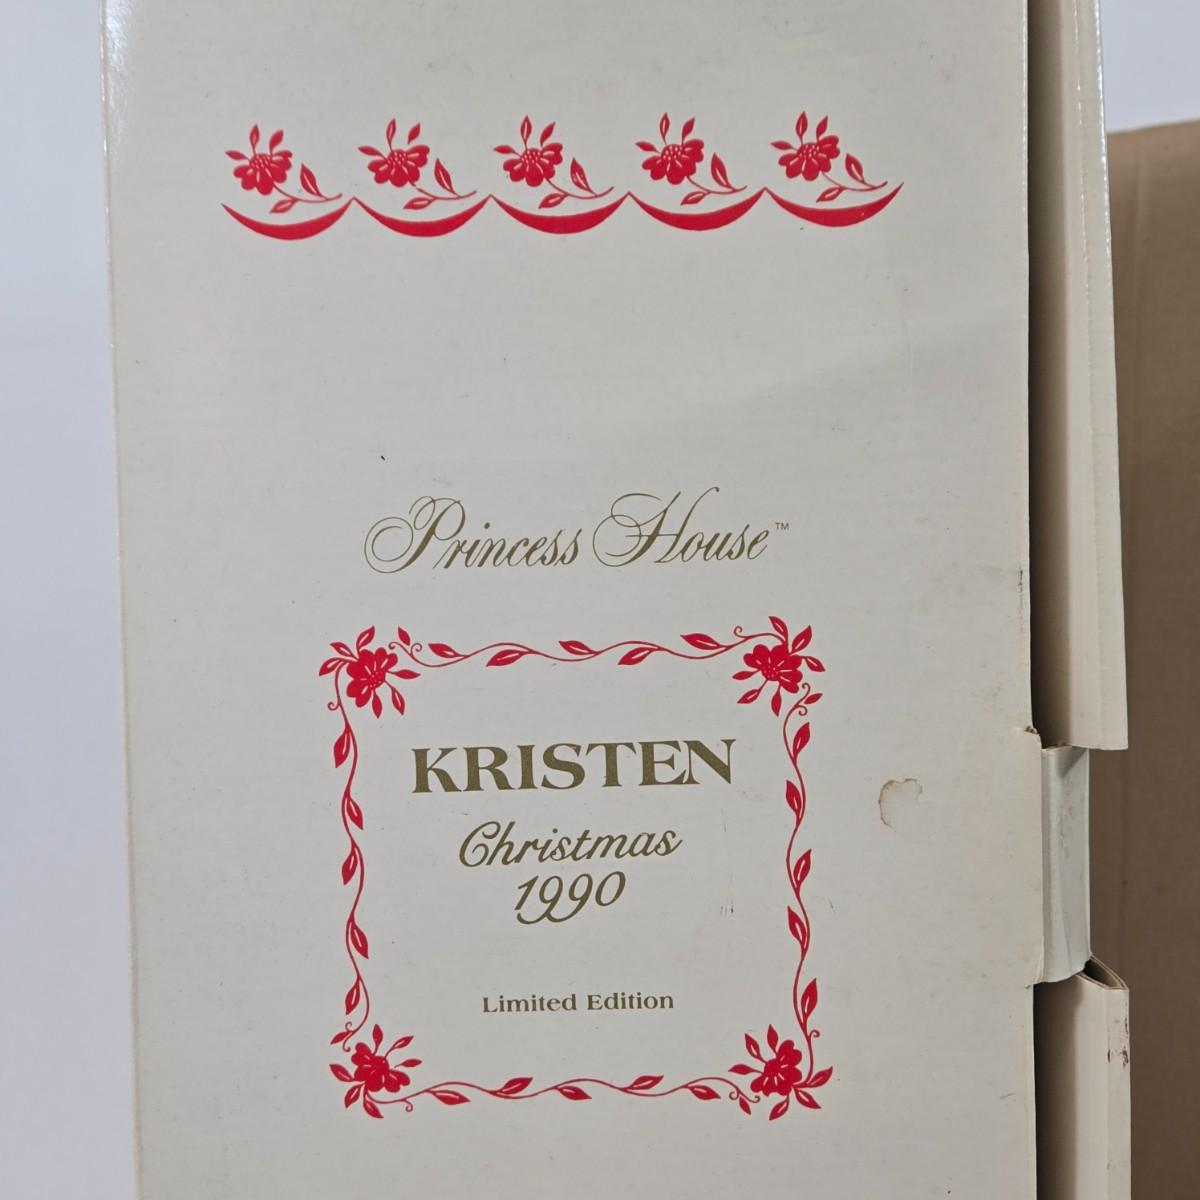 Princess House™
KRISTEN
Christmas
1990
Limited Edition